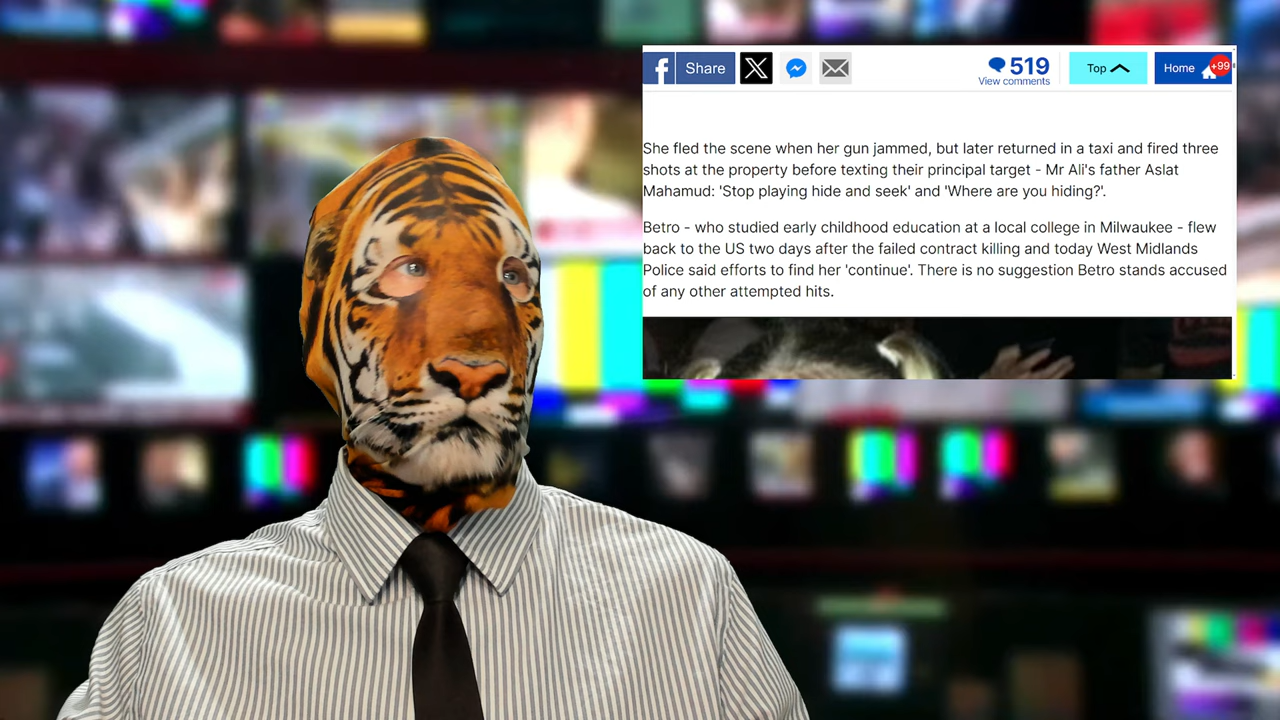 Share
519
View comments
Top
Home
+99
She fled the scene when her gun jammed, but later returned in a taxi and fired three
shots at the property before texting their principal target - Mr Ali's father Aslat
Mahamud: 'Stop playing hide and seek' and 'Where are you hiding?'.
Betro - who studied early childhood education at a local college in Milwaukee - flew
back to the US two days after the failed contract killing and today West Midlands
Police said efforts to find her 'continue'. There is no suggestion Betro stands accused
of any other attempted hits.